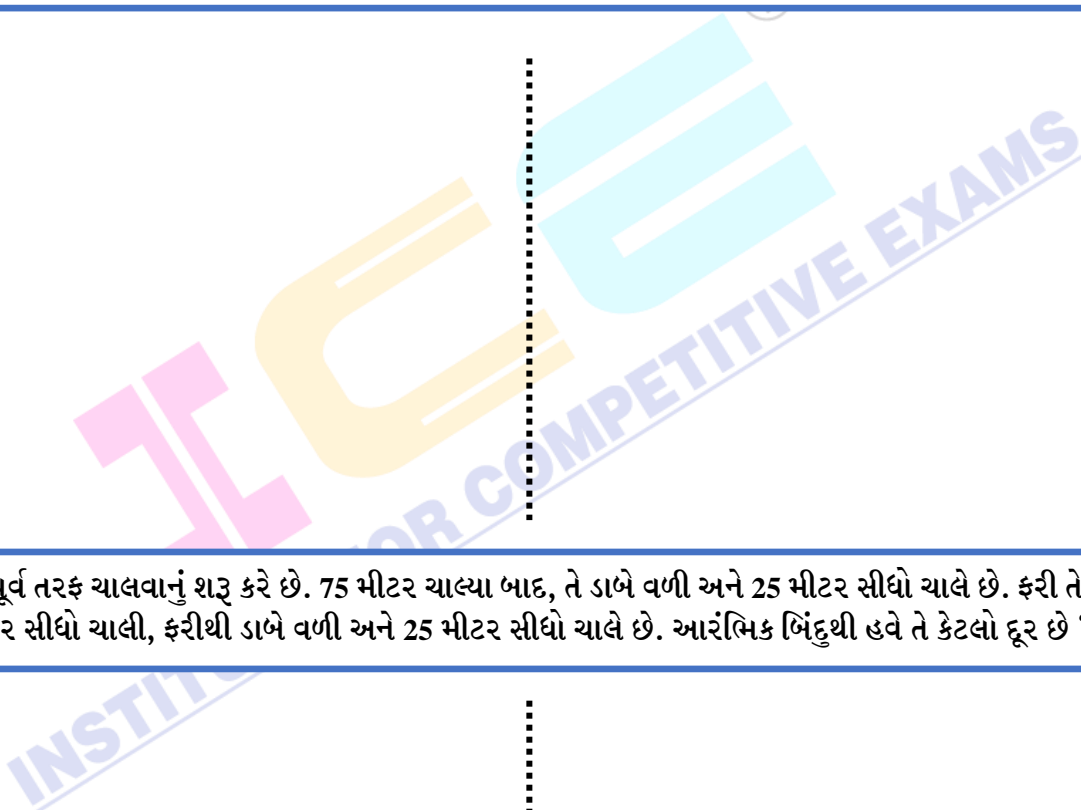 ICE
INSTITUTE FOR COMPETITIVE EXAMS
પૂર્વ તરફ ચાલવાનું શરૂ કરે છે. 75 મીટર ચાલ્યા બાદ, તે ડાબે વળી અને 25 મીટર સીધો ચાલે છે. ફરી તે
સીધો ચાલી, ફરીથી ડાબે વળી અને 25 મીટર સીધો ચાલે છે. આરંભિક બિંદુથી હવે તે કેટલો દૂર છે